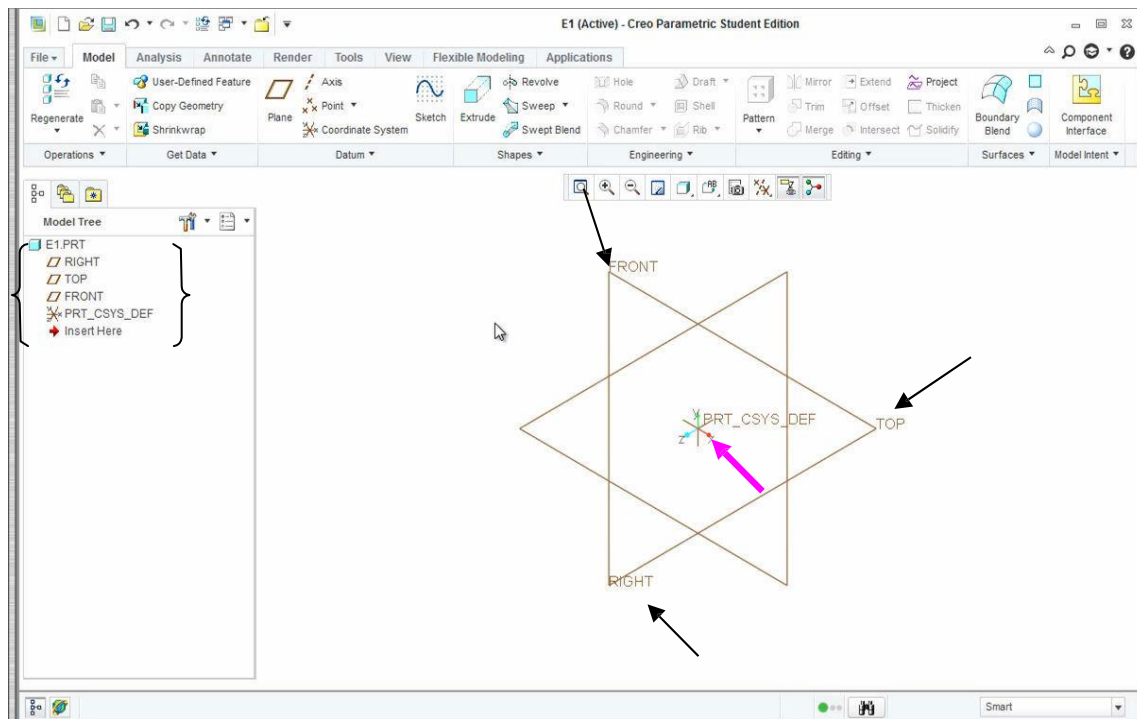 E1 (Active) - Creo Parametric Student Edition
File Model Analysis Annotate Render Tools View Flexible Modeling Applications
Regenerate
User-Defined Feature
Copy Geometry
Shrinkwrap
Plane
Axis
Point
Coordinate System
Sketch
Extrude
Revolve
Sweep
Swept Blend
Hole Draft
Round Shell
Chamfer Rib
Pattern
Mirror Extend Project
Trim Offset Thicken
Merge Intersect Solidify
Boundary
Blend
Component
Interface
Operations Get Data Datum Shapes Engineering Editing Surfaces Model Intent
Model Tree
E1.PRT
RIGHT
TOP
FRONT
PRT_CSYS_DEF
Insert Here
FRONT
TOP
PRT_CSYS_DEF
Y
X
Z
RIGHT
Smart